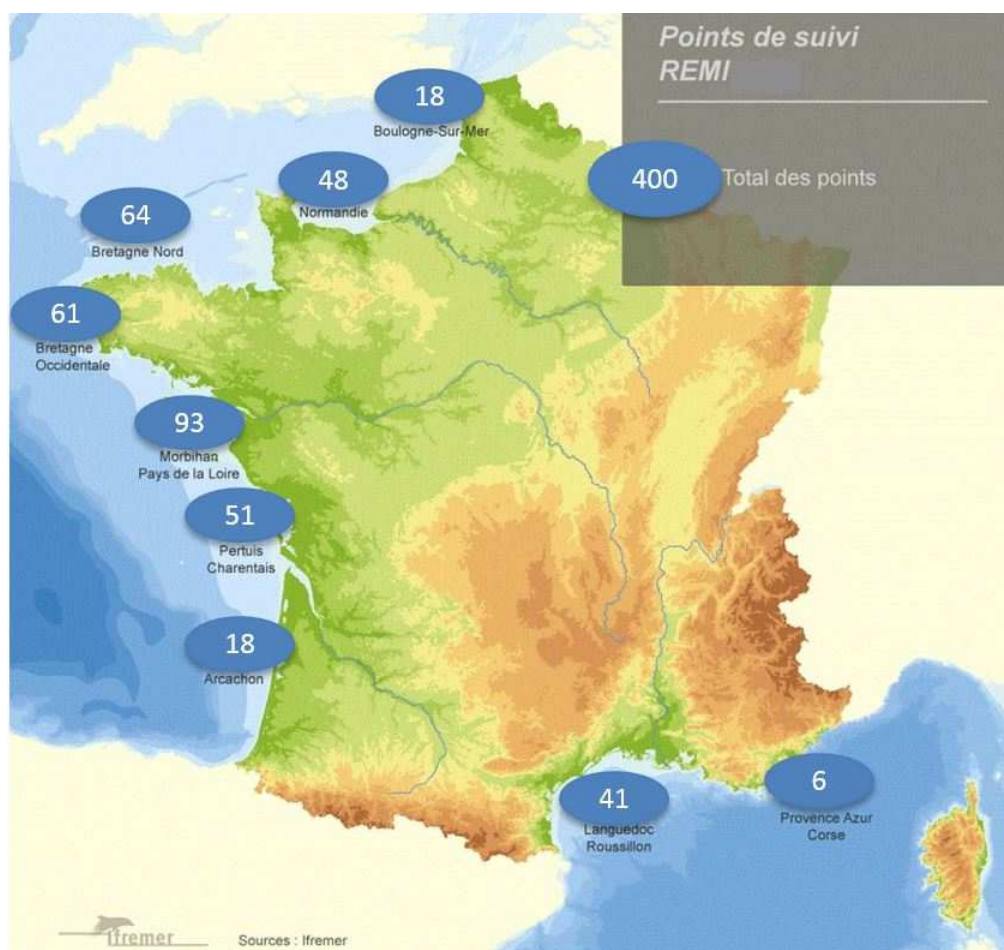 Points de suivi
REMI
400
Total des points
18
Boulogne-Sur-Mer
48
Normandie
64
Bretagne Nord
61
Bretagne
Occidentale
93
Morbihan
Pays de la Loire
51
Pertuis
Charentais
18
Arcachon
41
Languedoc
Roussillon
6
Provence Azur
Corse
ifremer
Sources : Ifremer